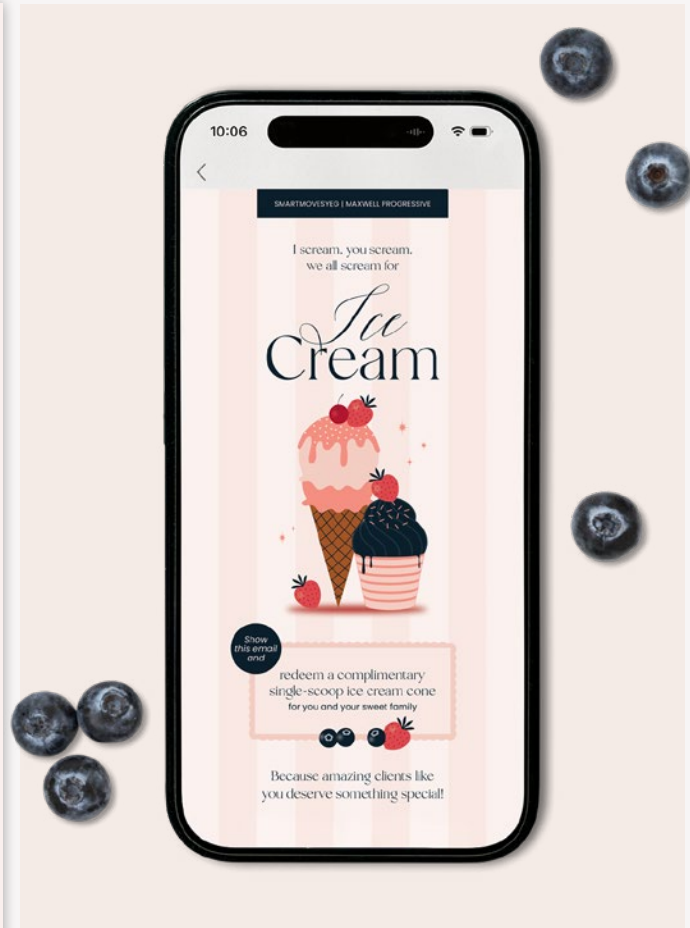 10:06
SMARTMOVESYEG | MAXWELL PROGRESSIVE
I scream, you scream,
we all scream for
Ice
Cream
Show
this email
and
redeem a complimentary
single-scoop ice cream cone
for you and your sweet family
Because amazing clients like
you deserve something special!